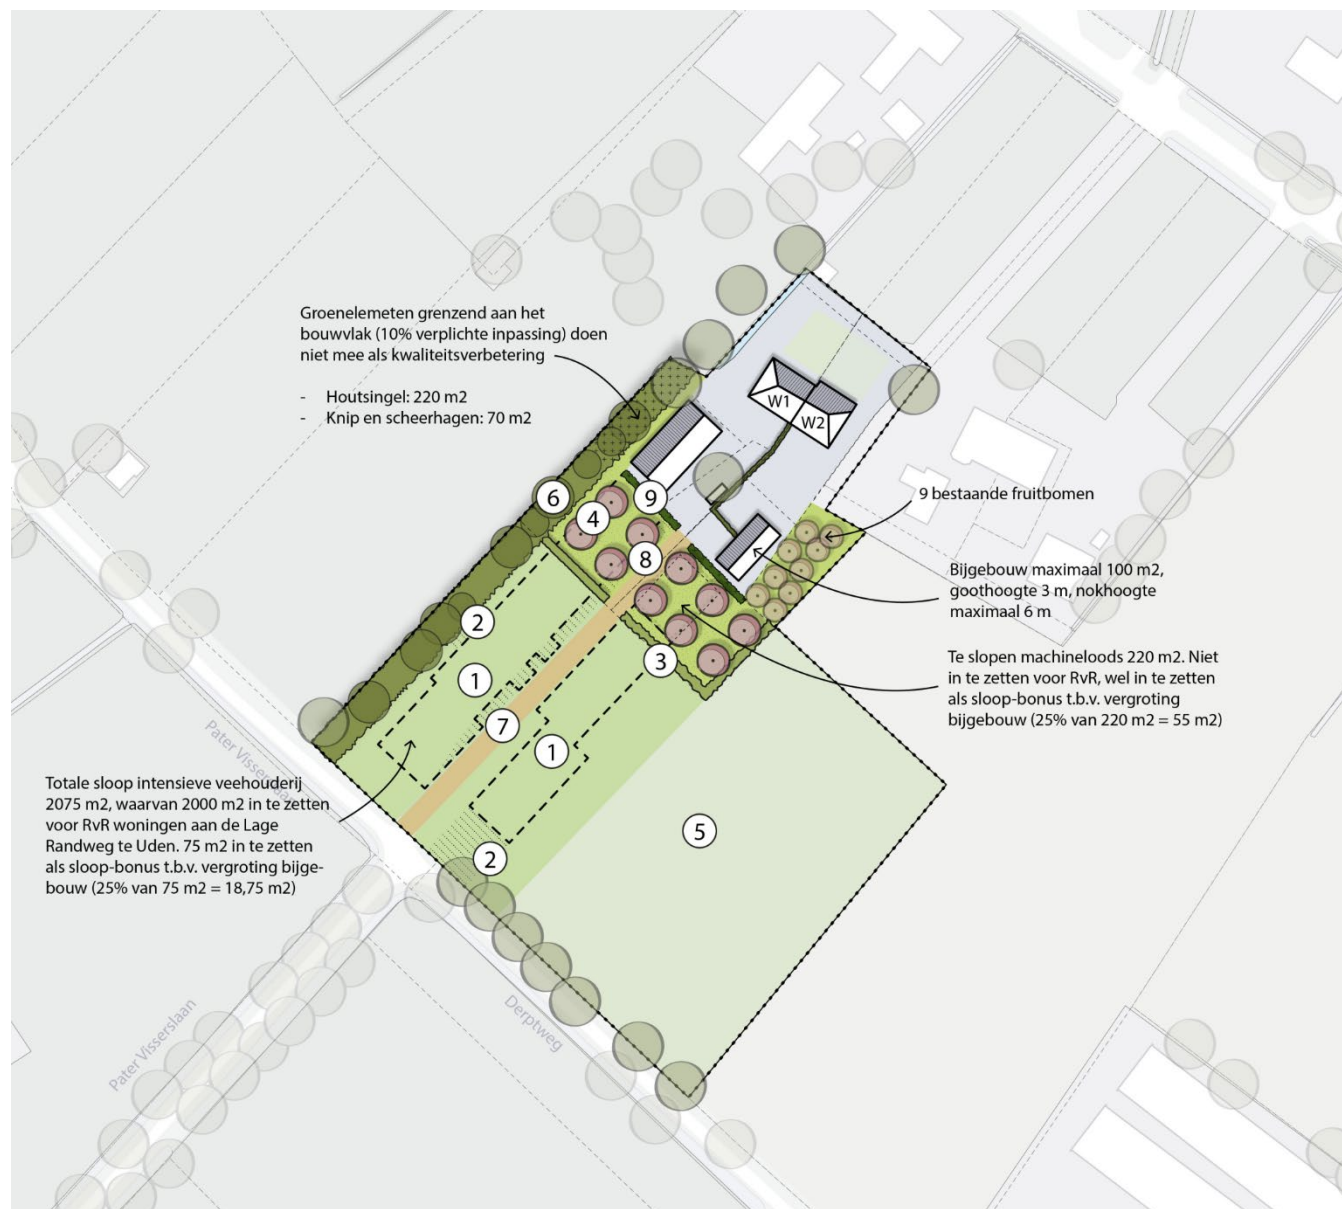 Groenelemeten grenzend aan het
bouwvlak (10% verplichte inpassing) doen
niet mee als kwaliteitsverbetering
- Houtsingel: 220 m2
- Knip en scheerhagen: 70 m2
W1
W2
9 bestaande fruitbomen
6
4
9
8
Bijgebouw maximaal 100 m2,
goothoogte 3 m, nokhoogte
maximaal 6 m
2
3
1
Te slopen machineloods 220 m2. Niet
in te zetten voor RvR, wel in te zetten
als sloop-bonus t.b.v. vergroting
bijgebouw (25% van 220 m2 = 55 m2)
7
1
Pater Visserslaan
Totale sloop intensieve veehouderij
2075 m2, waarvan 2000 m2 in te zetten
voor RvR woningen aan de Lage
Randweg te Uden. 75 m2 in te zetten
als sloop-bonus t.b.v. vergroting bijge-
bouw (25% van 75 m2 = 18,75 m2)
5
2
Derptweg
Pater Visserslaan